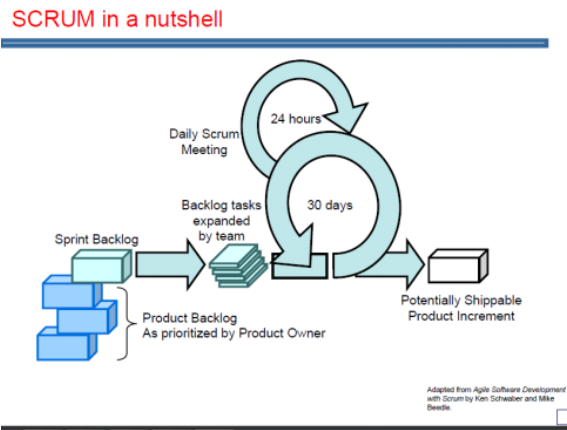 SCRUM in a nutshell
24 hours
Daily Scrum
Meeting
Backlog tasks
expanded
by team
30 days
Sprint Backlog
Potentially Shippable
Product Increment
Product Backlog
As prioritized by Product Owner
Adapted from Agile Software Development
with Scrum by Ken Schwaber and Mike
Beedle.